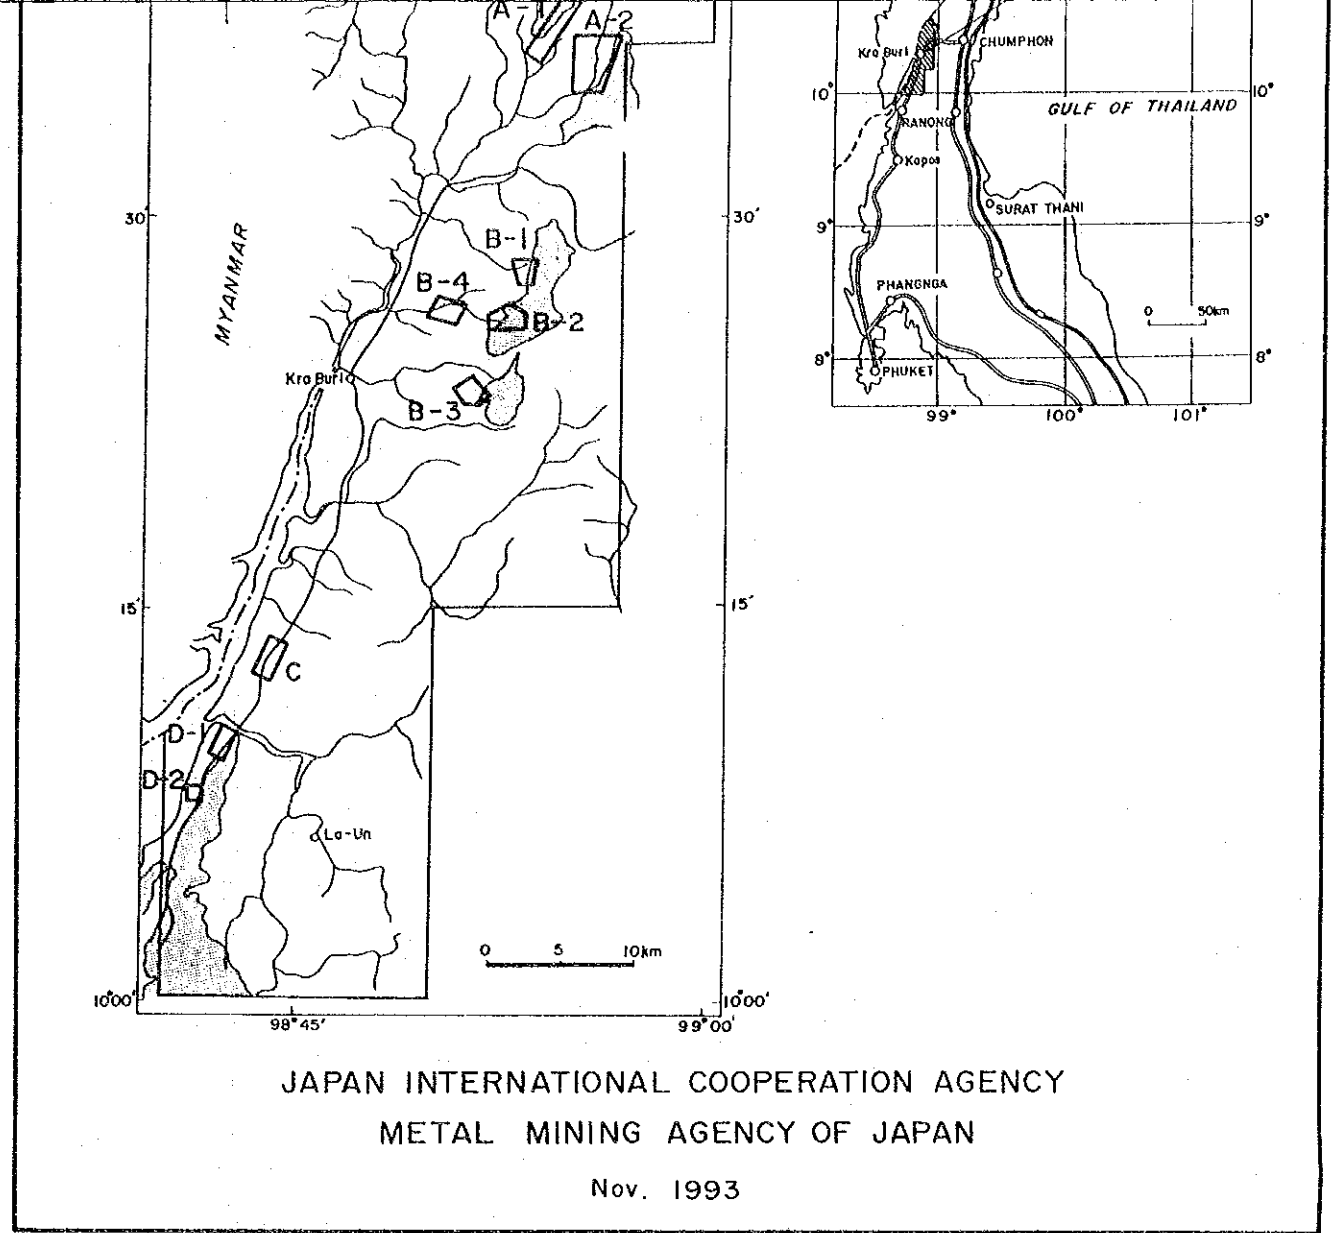 A-1
A-2
30'
30'
MYANMAR
B-1
B-4
B-2
Kra Buri
B-3
15'
15'
C
D-1
D-2
La-Un
0 5 10km
10°00'
10°00'
98°45'
99°00'
Kra Buri
CHUMPHON
10°
10°
GULF OF THAILAND
RANONG
Kapoe
SURAT THANI
9°
9°
PHANGNGA
0 50km
8°
8°
PHUKET
99°
100°
101°
JAPAN INTERNATIONAL COOPERATION AGENCY
METAL MINING AGENCY OF JAPAN
Nov. 1993